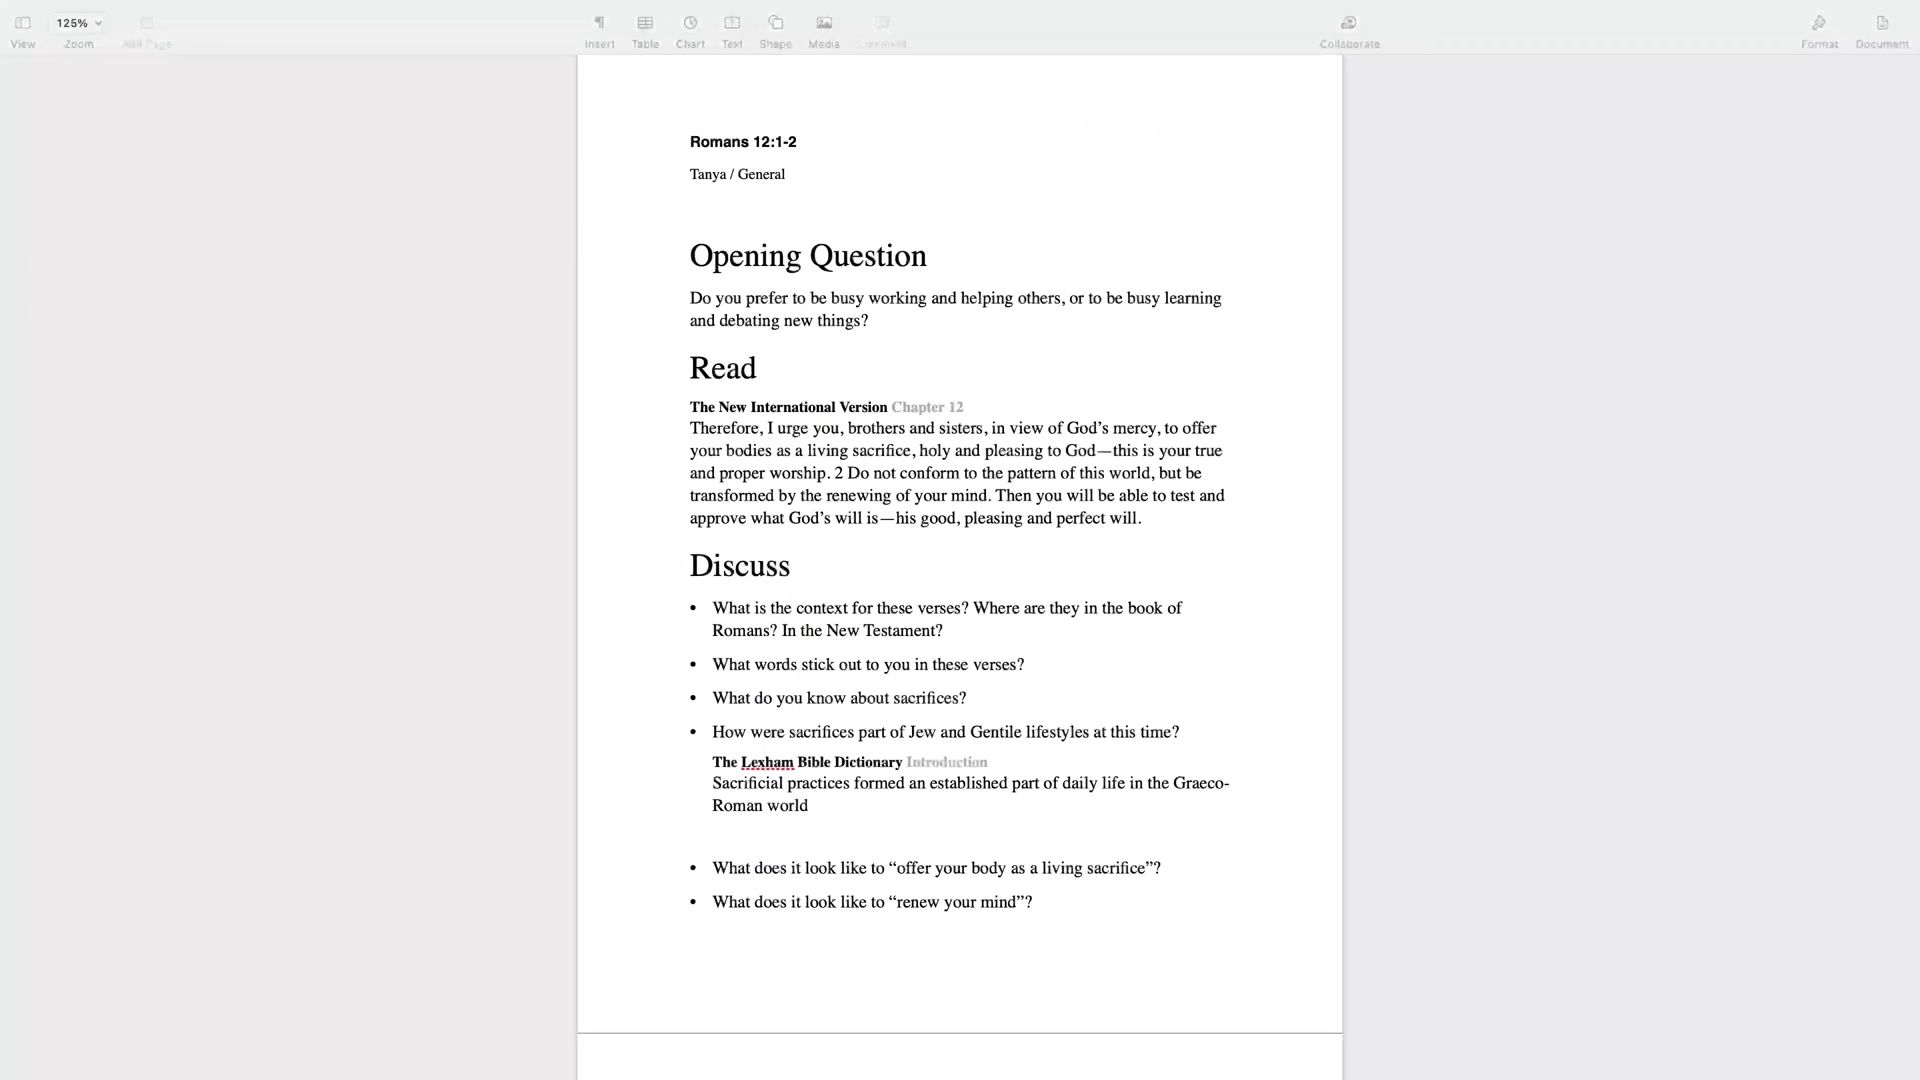 125%
View
Zoom
Add Page
Insert
Table
Chart
Text
Shape
Media
Comment
Collaborate
Format
Document
Romans 12:1-2
Tanya / General
Opening Question
Do you prefer to be busy working and helping others, or to be busy learning
and debating new things?
Read
The New International Version Chapter 12
Therefore, I urge you, brothers and sisters, in view of God’s mercy, to offer
your bodies as a living sacrifice, holy and pleasing to God—this is your true
and proper worship. 2 Do not conform to the pattern of this world, but be
transformed by the renewing of your mind. Then you will be able to test and
approve what God’s will is—his good, pleasing and perfect will.
Discuss
• What is the context for these verses? Where are they in the book of
Romans? In the New Testament?
• What words stick out to you in these verses?
• What do you know about sacrifices?
• How were sacrifices part of Jew and Gentile lifestyles at this time?
The Lexham Bible Dictionary Introduction
Sacrificial practices formed an established part of daily life in the Graeco-
Roman world
• What does it look like to “offer your body as a living sacrifice”?
• What does it look like to “renew your mind”?